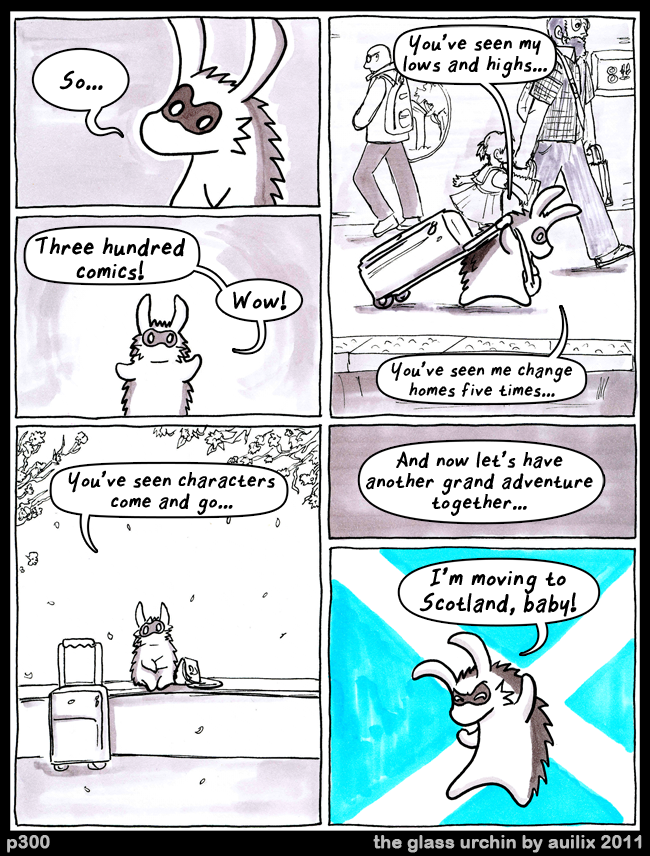 So...
Three hundred
comics!
Wow!
You've seen my
lows and highs...
You've seen me change
homes five times...
You've seen characters
come and go...
And now let's have
another grand adventure
together...
I'm moving to
Scotland, baby!
p300
the glass urchin by auilix 2011